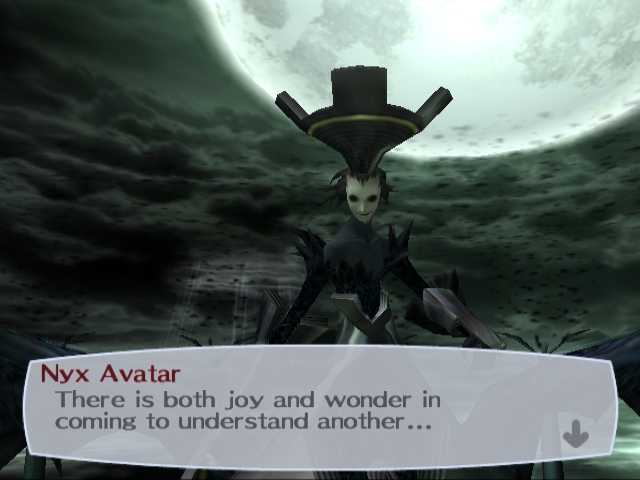 Nyx Avatar
There is both joy and wonder in
coming to understand another...